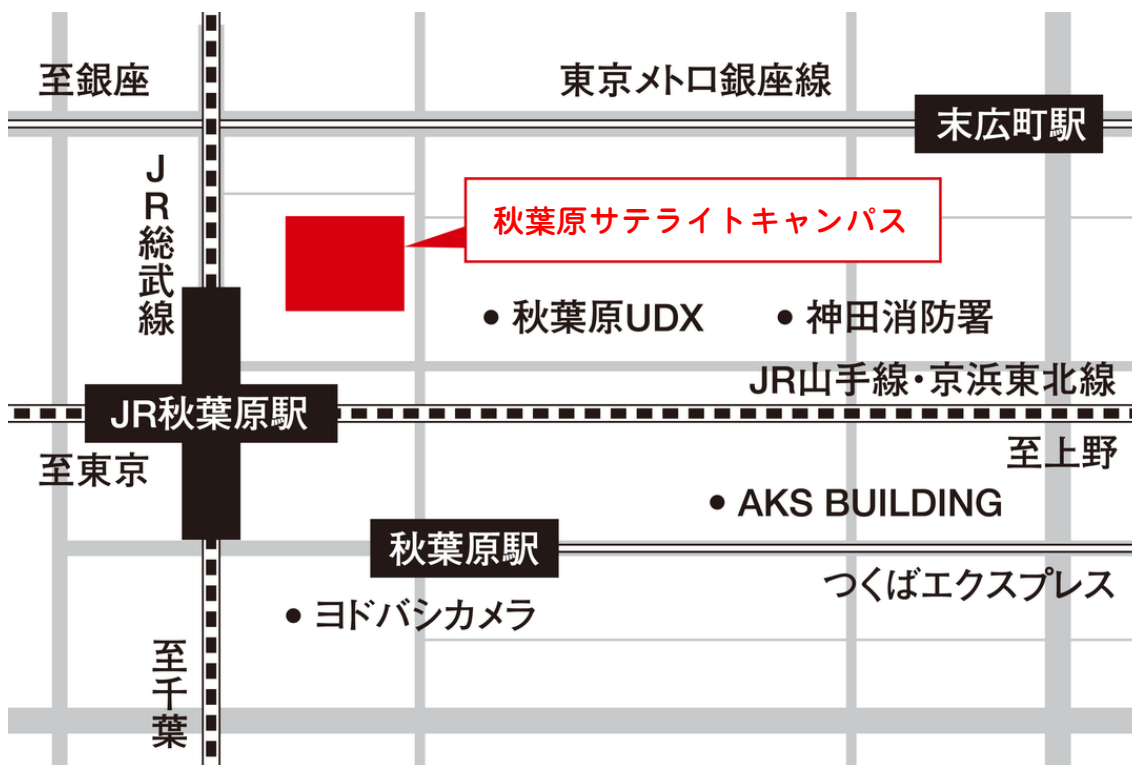 至銀座
東京メトロ銀座線
末広町駅
JR総武線
秋葉原サテライトキャンパス
● 秋葉原UDX
● 神田消防署
JR山手線・京浜東北線
JR秋葉原駅
至東京
至上野
● AKS BUILDING
秋葉原駅
つくばエクスプレス
● ヨドバシカメラ
至千葉